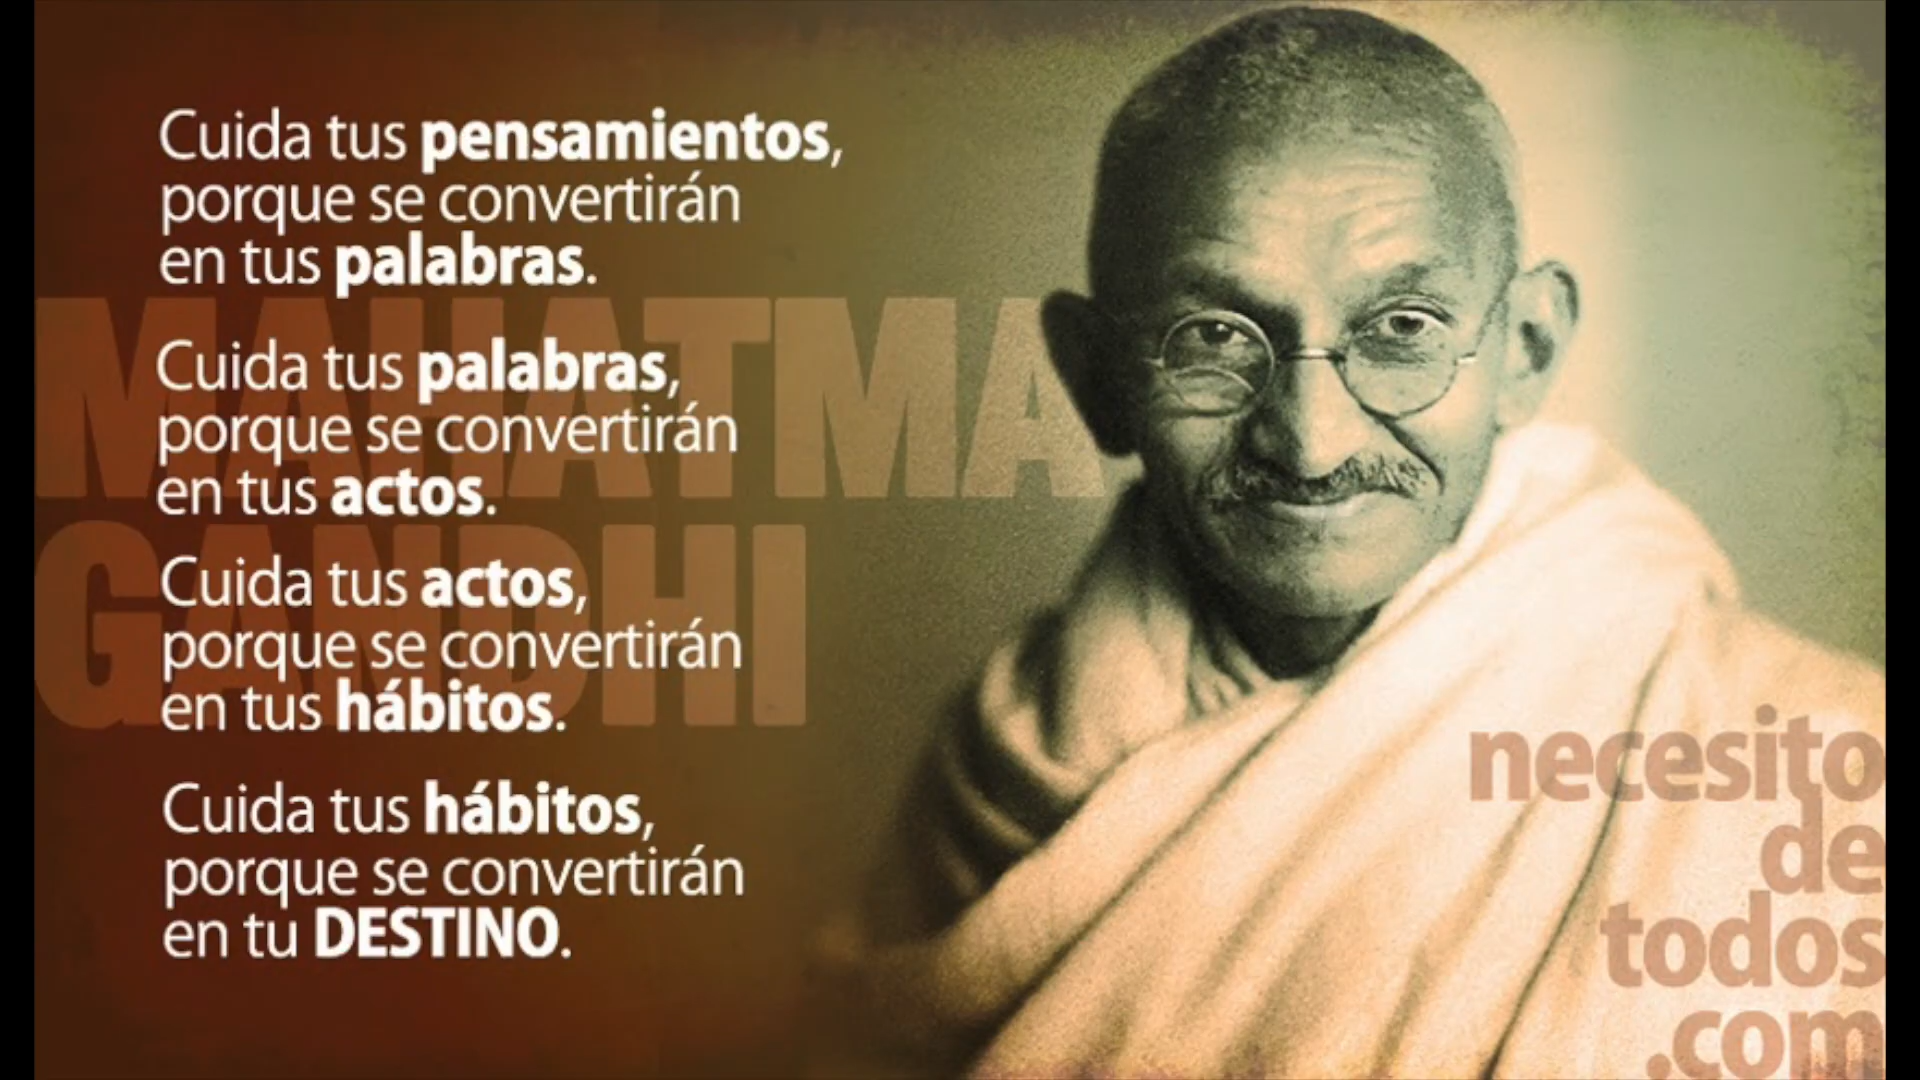 Cuida tus pensamientos,
porque se convertirán
en tus palabras.
Cuida tus palabras,
porque se convertirán
en tus actos.
Cuida tus actos,
porque se convertirán
en tus hábitos.
Cuida tus hábitos,
porque se convertirán
en tu DESTINO.
MAHATMA
GANDHI
necesito
de
todos
.com